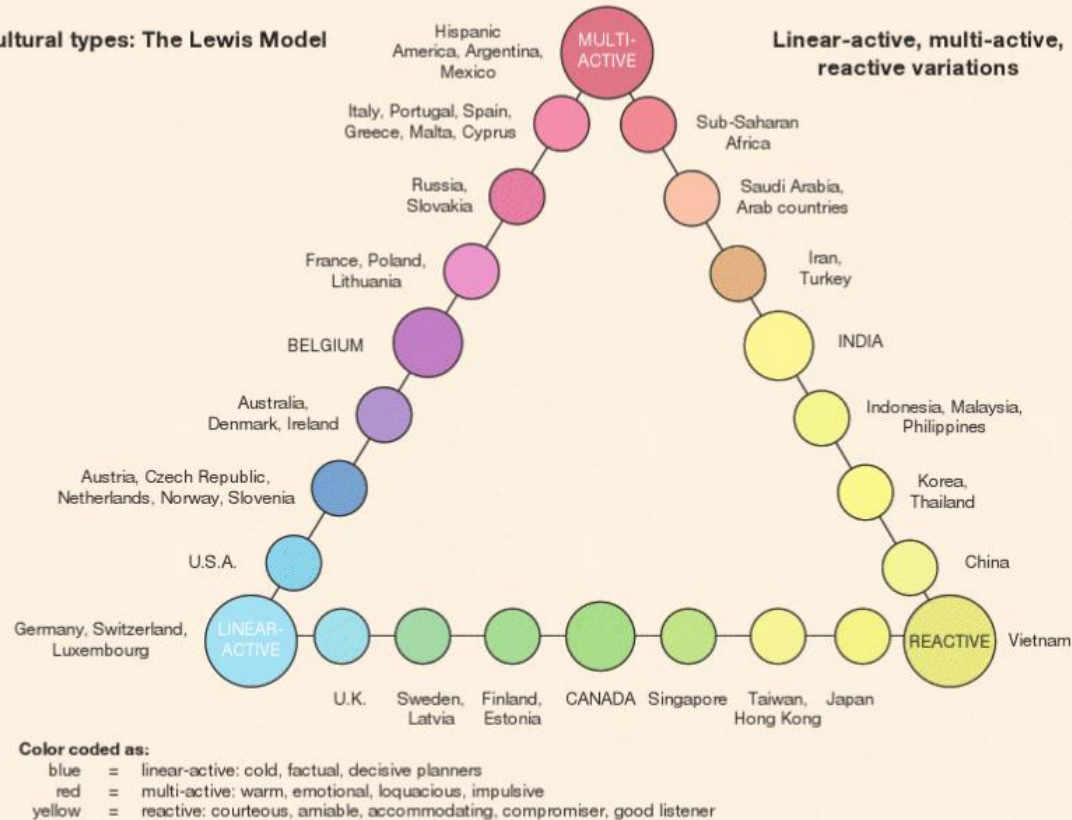 ultural types: The Lewis Model
Linear-active, multi-active,
reactive variations
MULTI-
ACTIVE
Hispanic
America, Argentina,
Mexico
Italy, Portugal, Spain,
Greece, Malta, Cyprus
Sub-Saharan
Africa
Russia,
Slovakia
Saudi Arabia,
Arab countries
France, Poland,
Lithuania
Iran,
Turkey
BELGIUM
INDIA
Australia,
Denmark, Ireland
Indonesia, Malaysia,
Philippines
Austria, Czech Republic,
Netherlands, Norway, Slovenia
Korea,
Thailand
U.S.A.
China
Germany, Switzerland,
Luxembourg
LINEAR-
ACTIVE
REACTIVE
Vietnam
U.K.
Sweden,
Latvia
Finland,
Estonia
CANADA
Singapore
Taiwan,
Hong Kong
Japan
Color coded as:
blue = linear-active: cold, factual, decisive planners
red = multi-active: warm, emotional, loquacious, impulsive
yellow = reactive: courteous, amiable, accommodating, compromiser, good listener